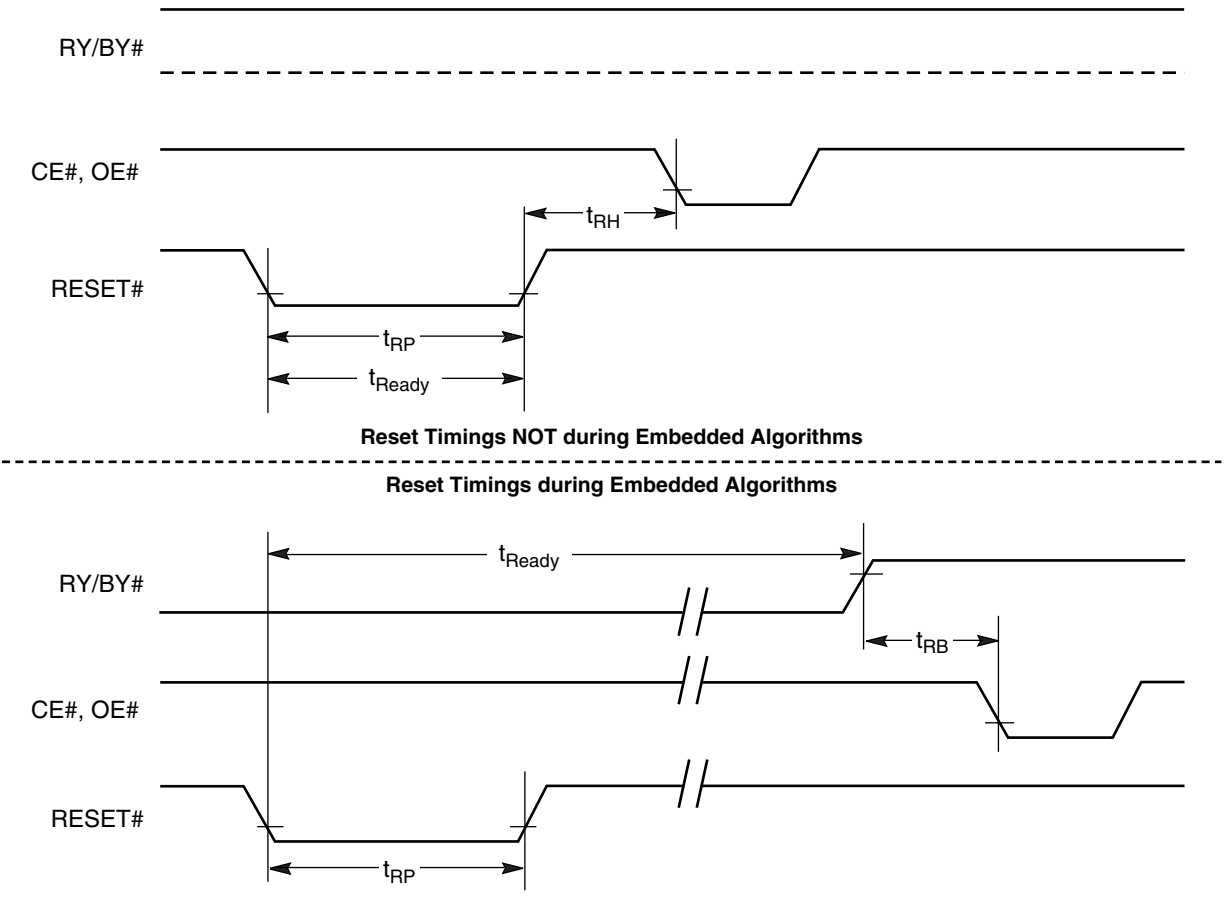 RY/BY#
CE#, OE#
tRH
RESET#
tRP
tReady
Reset Timings NOT during Embedded Algorithms
Reset Timings during Embedded Algorithms
tReady
RY/BY#
tRB
CE#, OE#
RESET#
tRP